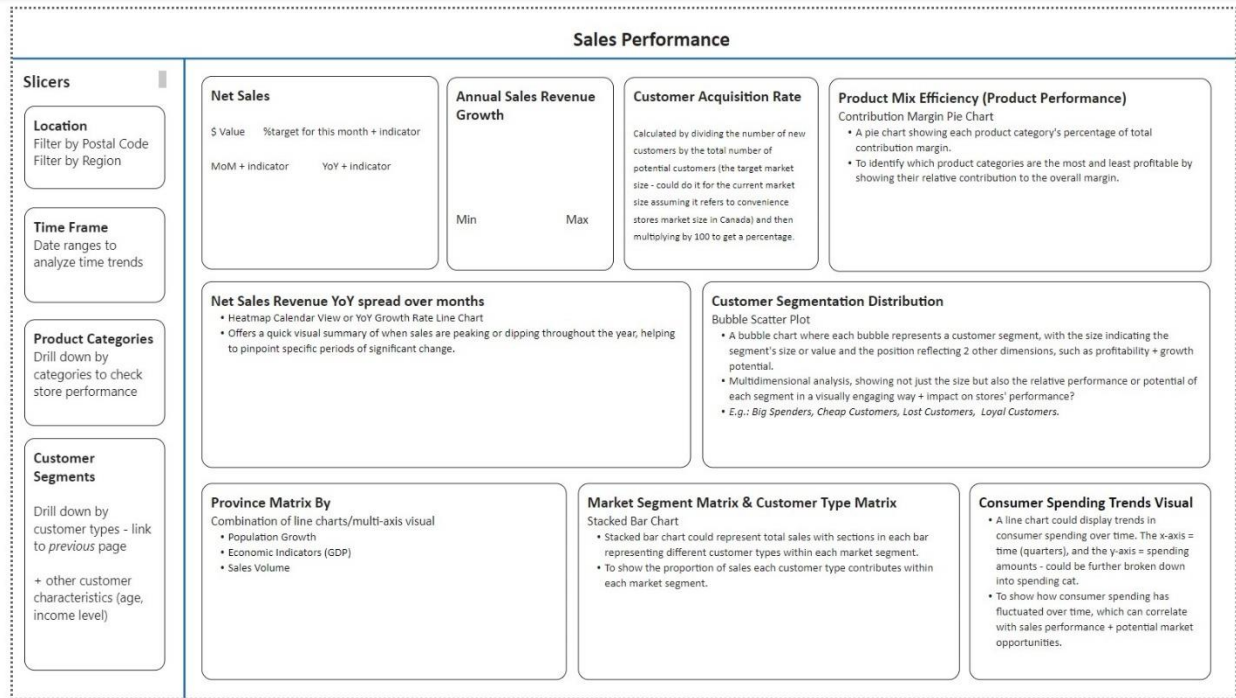 Sales Performance
Slicers
Location
Filter by Postal Code
Filter by Region
Time Frame
Date ranges to
analyze time trends
Product Categories
Drill down by
categories to check
store performance
Customer
Segments
Drill down by
customer types - link
to previous page
+ other customer
characteristics (age,
income level)
Net Sales
$ Value %target for this month + indicator
MoM + indicator YoY + indicator
Annual Sales Revenue
Growth
Min Max
Customer Acquisition Rate
Calculated by dividing the number of new
customers by the total number of
potential customers (the target market
size - could do it for the current market
size assuming it refers to convenience
stores market size in Canada) and then
multiplying by 100 to get a percentage.
Product Mix Efficiency (Product Performance)
Contribution Margin Pie Chart
• A pie chart showing each product category's percentage of total
contribution margin.
• To identify which product categories are the most and least profitable by
showing their relative contribution to the overall margin.
Net Sales Revenue YoY spread over months
• Heatmap Calendar View or YoY Growth Rate Line Chart
• Offers a quick visual summary of when sales are peaking or dipping throughout the year, helping
to pinpoint specific periods of significant change.
Customer Segmentation Distribution
Bubble Scatter Plot
• A bubble chart where each bubble represents a customer segment, with the size indicating the
segment's size or value and the position reflecting 2 other dimensions, such as profitability + growth
potential.
• Multidimensional analysis, showing not just the size but also the relative performance or potential of
each segment in a visually engaging way + impact on stores' performance?
• E.g.: Big Spenders, Cheap Customers, Lost Customers, Loyal Customers.
Province Matrix By
Combination of line charts/multi-axis visual
• Population Growth
• Economic Indicators (GDP)
• Sales Volume
Market Segment Matrix & Customer Type Matrix
Stacked Bar Chart
• Stacked bar chart could represent total sales with sections in each bar
representing different customer types within each market segment.
• To show the proportion of sales each customer type contributes within
each market segment.
Consumer Spending Trends Visual
• A line chart could display trends in
consumer spending over time. The x-axis =
time (quarters), and the y-axis = spending
amounts - could be further broken down
into spending cat.
• To show how consumer spending has
fluctuated over time, which can correlate
with sales performance + potential market
opportunities.